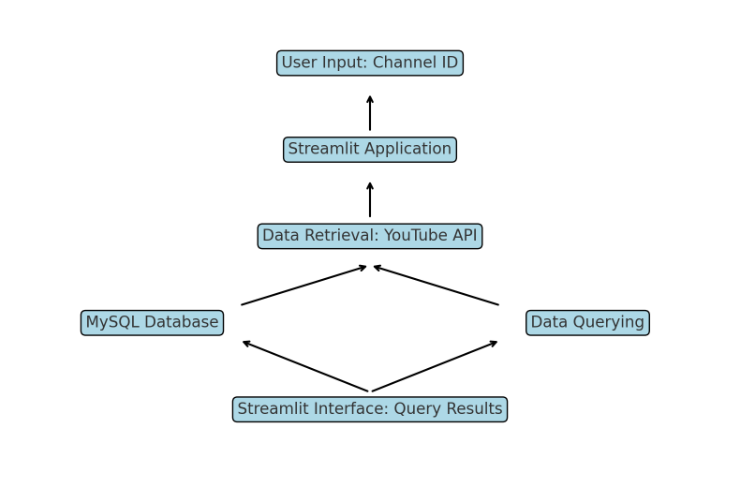 User Input: Channel ID
Streamlit Application
Data Retrieval: YouTube API
MySQL Database
Data Querying
Streamlit Interface: Query Results